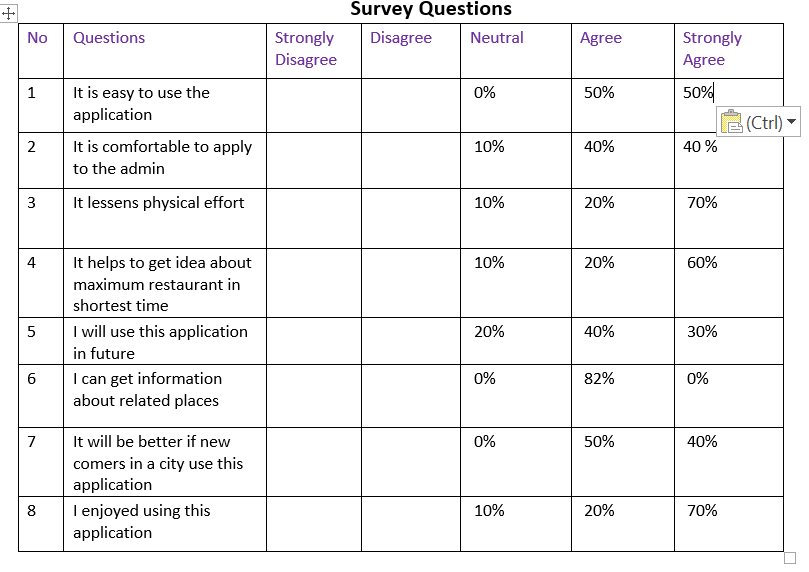 Survey Questions
No Questions Strongly Disagree Disagree Neutral Agree Strongly Agree
1 It is easy to use the application 0% 50% 50%
(Ctrl)
2 It is comfortable to apply to the admin 10% 40% 40 %
3 It lessens physical effort 10% 20% 70%
4 It helps to get idea about maximum restaurant in shortest time 10% 20% 60%
5 I will use this application in future 20% 40% 30%
6 I can get information about related places 0% 82% 0%
7 It will be better if new comers in a city use this application 0% 50% 40%
8 I enjoyed using this application 10% 20% 70%